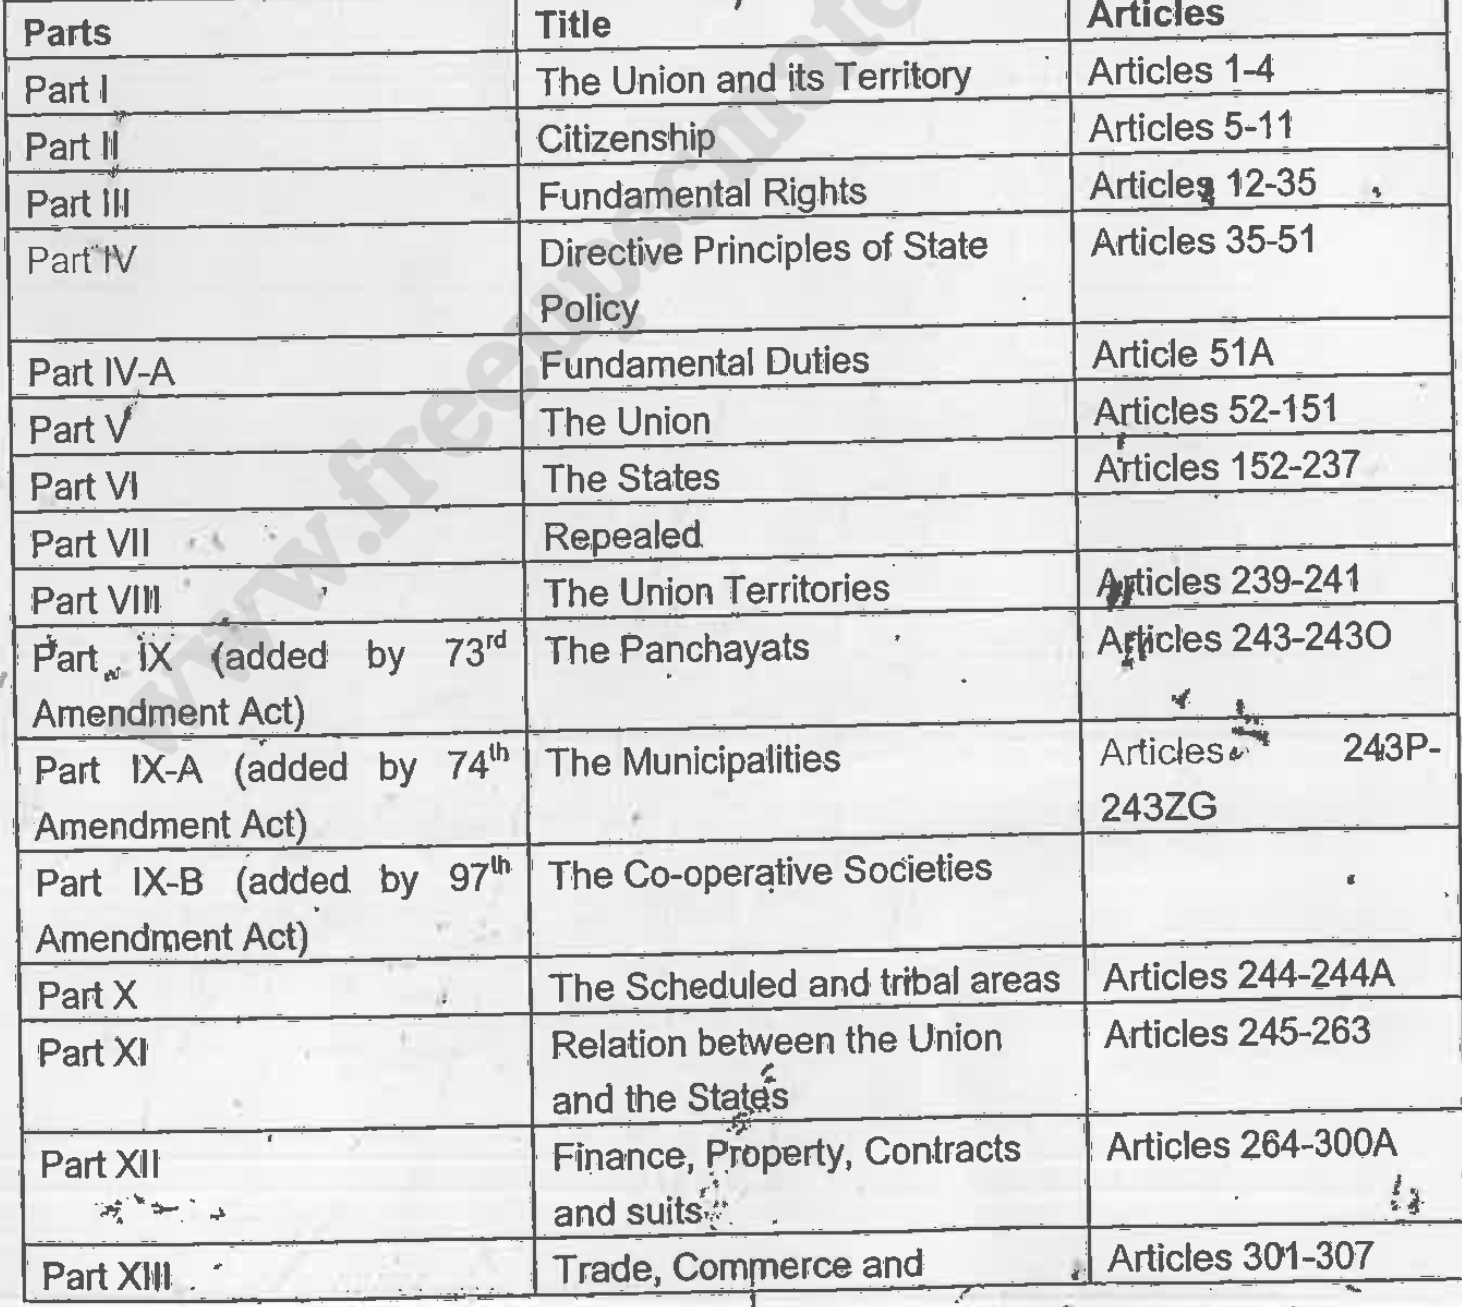 Parts Title Articles
Part I The Union and its Territory Articles 1-4
Part II Citizenship Articles 5-11
Part III Fundamental Rights Articles 12-35
Part IV Directive Principles of State Articles 35-51
Policy
Part IV-A Fundamental Duties Article 51A
Part V The Union Articles 52-151
Part VI The States Articles 152-237
Part VII Repealed
Part VIII The Union Territories Articles 239-241
Part IX (added by 73rd The Panchayats Articles 243-243O
Amendment Act)
Part IX-A (added by 74th The Municipalities Articles 243P-
Amendment Act) 243ZG
Part IX-B (added by 97th The Co-operative Societies
Amendment Act)
Part X The Scheduled and tribal areas Articles 244-244A
Part XI Relation between the Union Articles 245-263
and the States
Part XII Finance, Property, Contracts Articles 264-300A
and suits
Part XIII Trade, Commerce and Articles 301-307